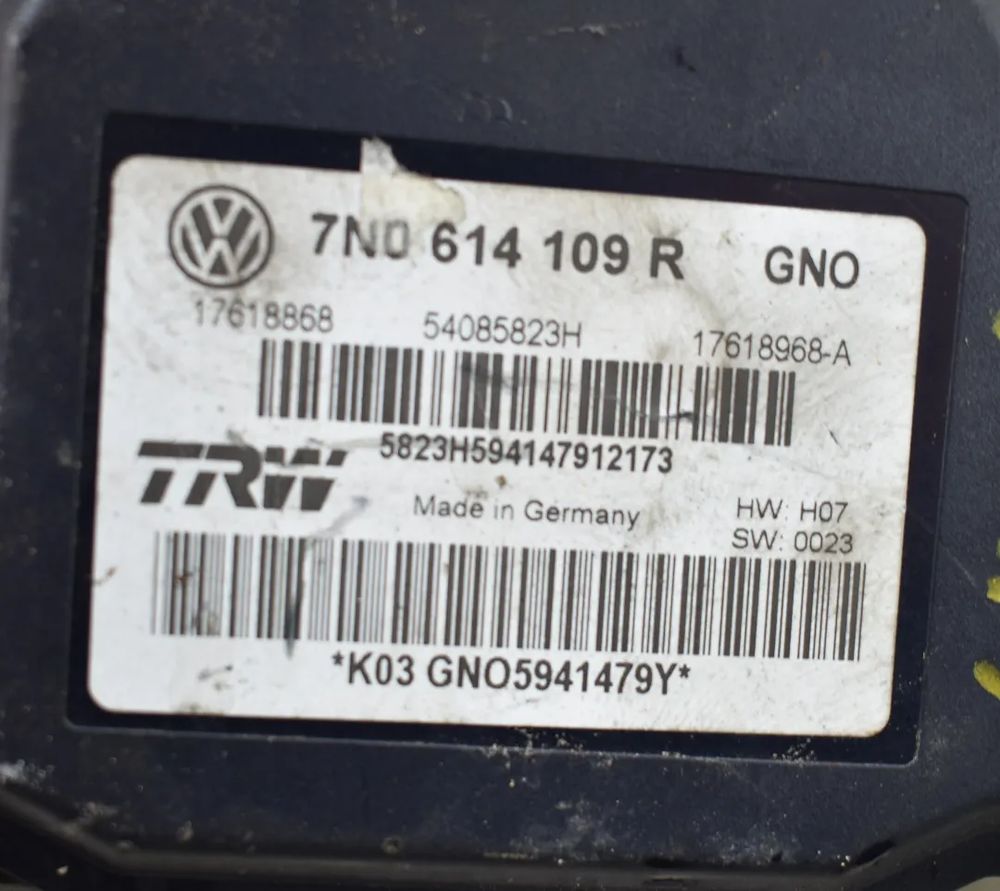 7N0 614 109 R GNO
17618868 54085823H 17618968-A
5823H594147912173
TRW
Made in Germany HW: H07
SW: 0023
*K03 GNO5941479Y*